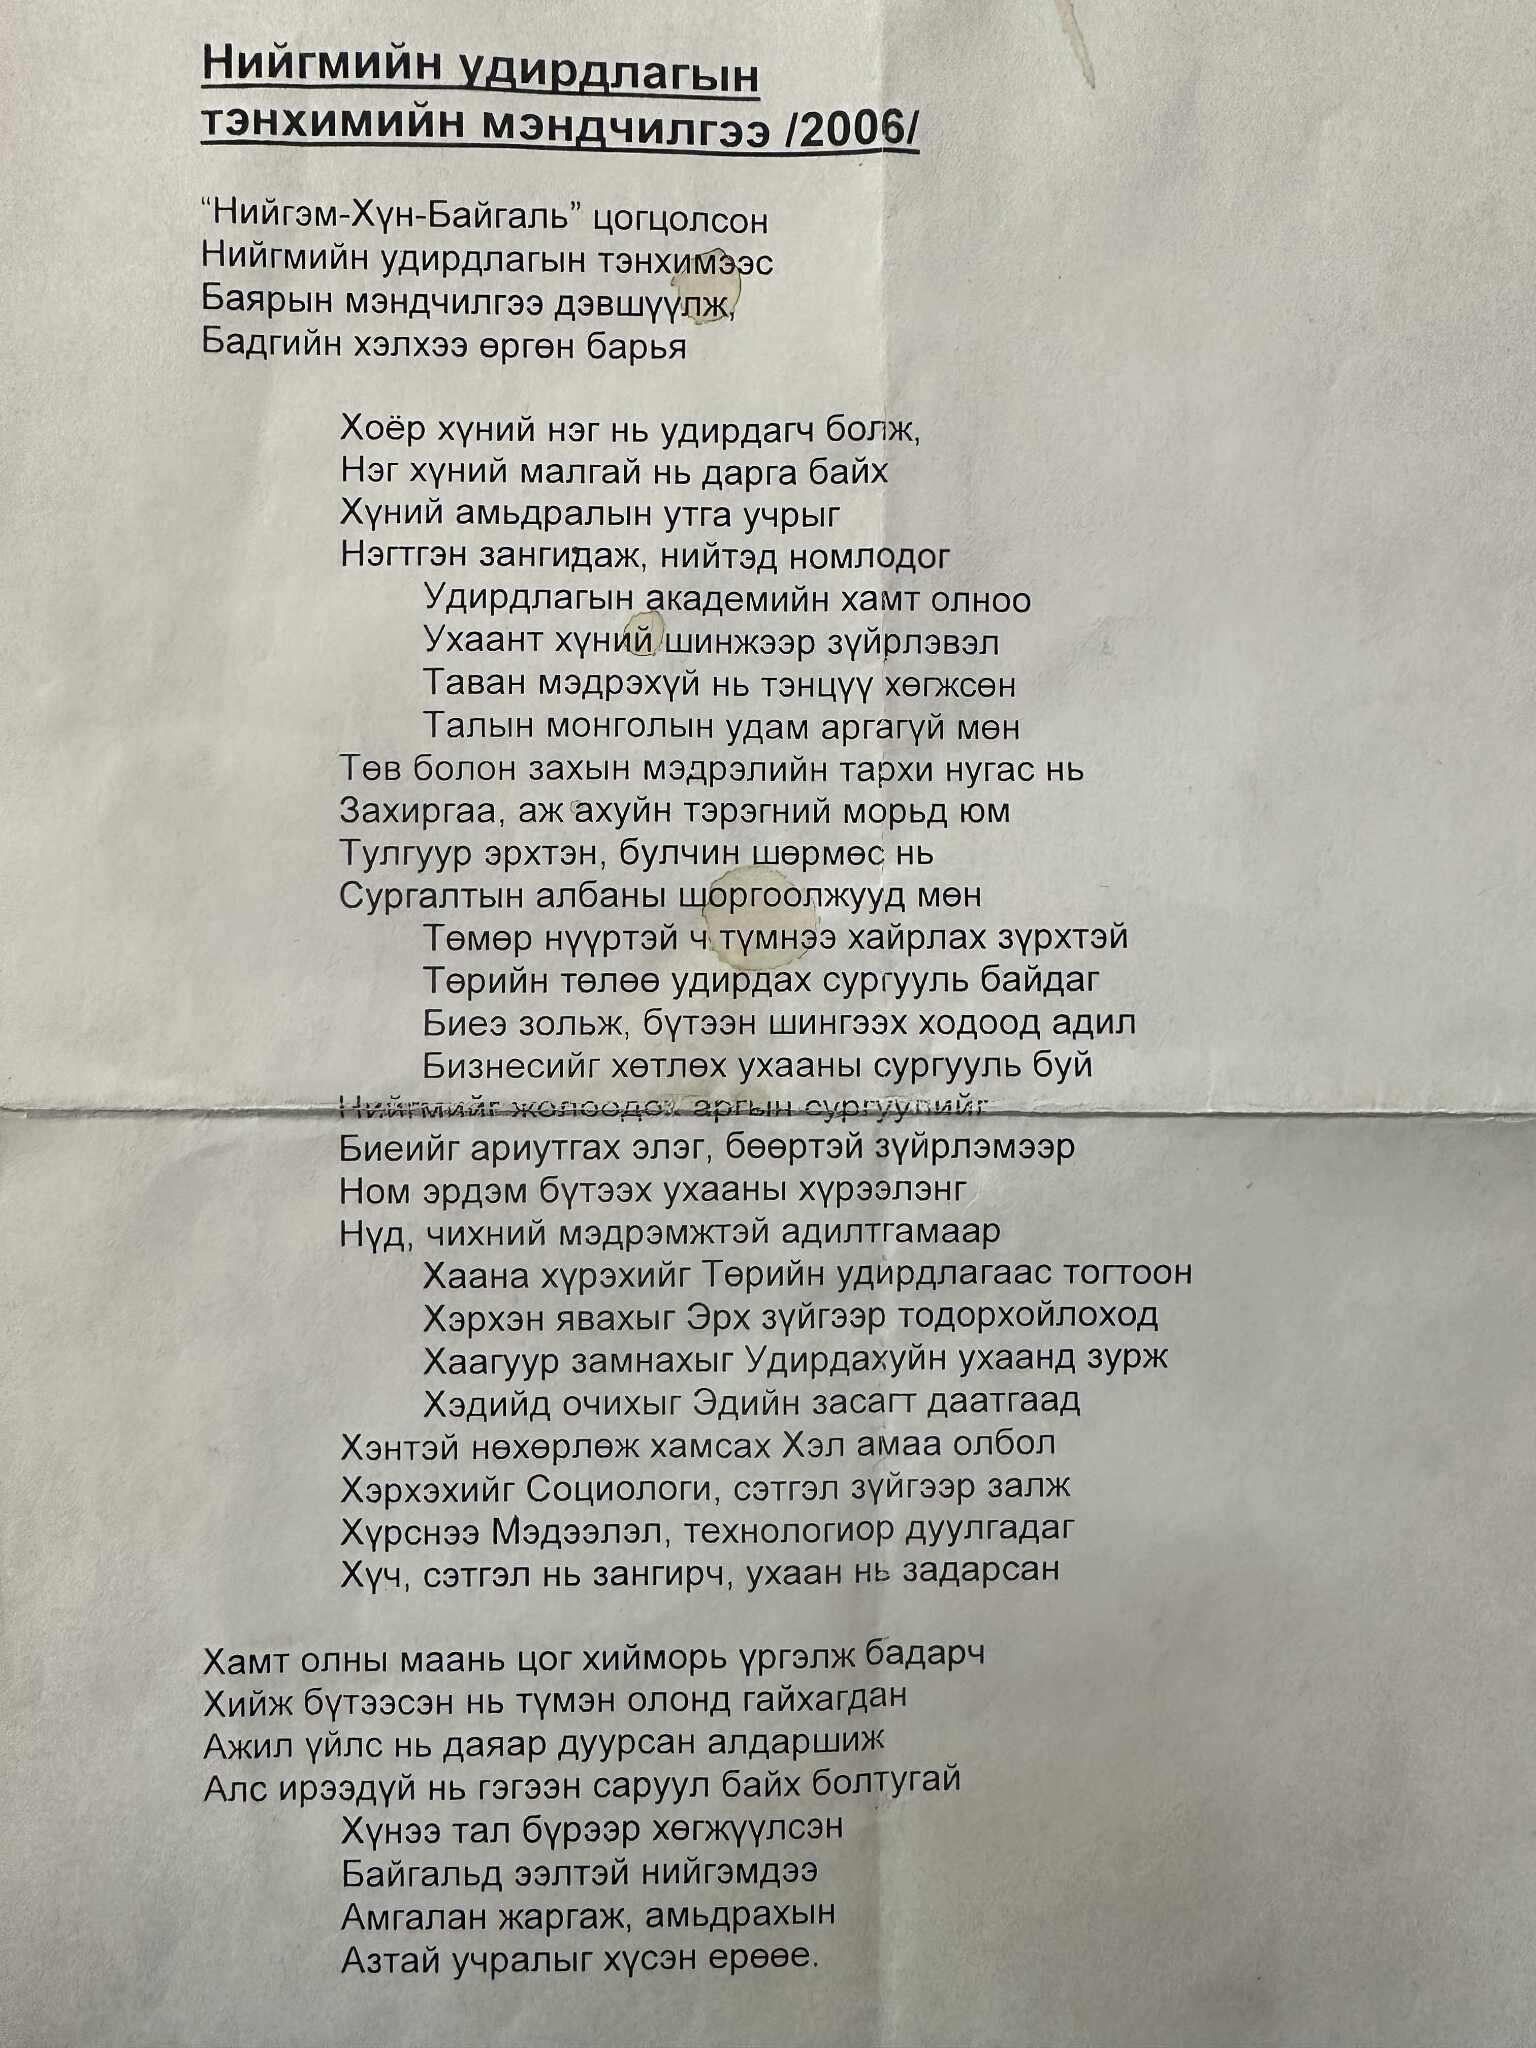 Нийгмийн удирдлагын
тэнхимийн мэндчилгээ /2006/
“Нийгэм-Хүн-Байгаль” цогцолсон
Нийгмийн удирдлагын тэнхимээс
Баярын мэндчилгээ дэвшүүлж,
Бадгийн хэлхээ өргөн барья
Хоёр хүний нэг нь удирдагч болж,
Нэг хүний малгай нь дарга байх
Хүний амьдралын утга учрыг
Нэгтгэн зангидаж, нийтэд номлодог
Удирдлагын академийн хамт олноо
Ухаант хүний шинжээр зүйрлэвэл
Таван мэдрэхүй нь тэнцүү хөгжсөн
Талын монголын удам аргагүй мөн
Төв болон захын мэдрэлийн тархи нугас нь
Захиргаа, аж ахуйн тэрэгний морьд юм
Тулгуур эрхтэн, булчин шөрмөс нь
Сургалтын албаны шоргоолжууд мөн
Төмөр нүүртэй ч түмнээ хайрлах зүрхтэй
Төрийн төлөө удирдах сургууль байдаг
Биеэ зольж, бүтээн шингээх ходоод адил
Бизнесийг хөтлөх ухааны сургууль буй
Нийгмийг жолоодох аргын сургуулийг
Биеийг ариутгах элэг, бөөртэй зүйрлэмээр
Ном эрдэм бүтээх ухааны хүрээлэнг
Нүд, чихний мэдрэмжтэй адилтгамаар
Хаана хүрэхийг Төрийн удирдлагаас тогтоон
Хэрхэн явахыг Эрх зүйгээр тодорхойлоход
Хаагуур замнахыг Удирдахуйн ухаанд зурж
Хэдийд очихыг Эдийн засагт даатгаад
Хэнтэй нөхөрлөж хамсах Хэл амаа олбол
Хэрхэхийг Социологи, сэтгэл зүйгээр залж
Хүрснээ Мэдээлэл, технологиор дуулгадаг
Хүч, сэтгэл нь зангирч, ухаан нь задарсан
Хамт олны маань цог хийморь үргэлж бадарч
Хийж бүтээсэн нь түмэн олонд гайхагдан
Ажил үйлс нь даяар дуурсан алдаршиж
Алс ирээдүй нь гэгээн саруул байх болтугай
Хүнээ тал бүрээр хөгжүүлсэн
Байгальд ээлтэй нийгэмдээ
Амгалан жаргаж, амьдрахын
Азтай учралыг хүсэн ерөөе.